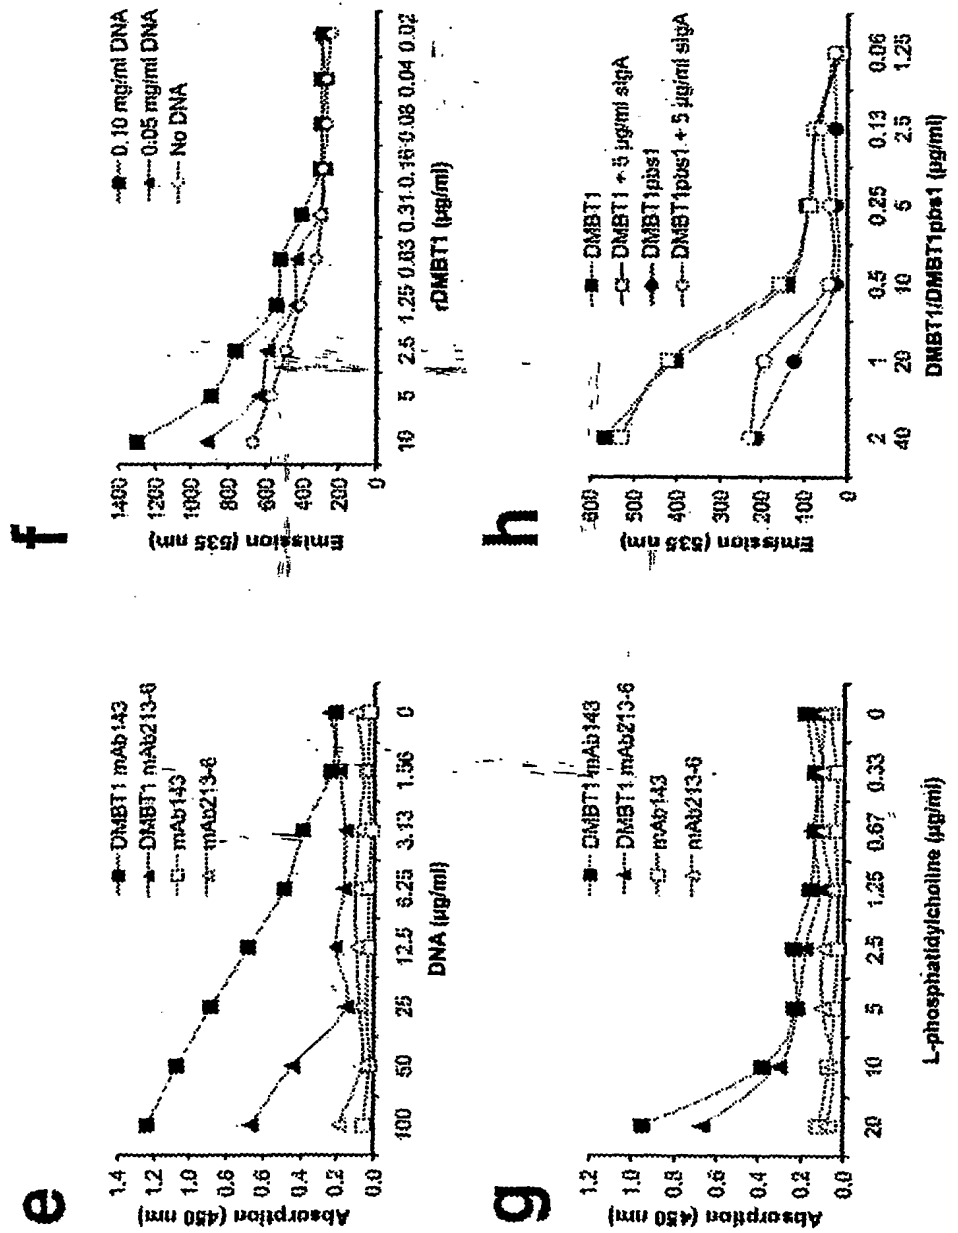 e
DMBT1 mAb143
DMBT1 mAb213-6
mAb143
mAb213-6
1.4
1.2
1.0
0.8
0.6
0.4
0.2
0.0
Absorption (450 nm)
100 50 25 12.5 6.25 3.13 1.56 0
DNA (µg/ml)
f
0.10 mg/ml DNA
0.05 mg/ml DNA
No DNA
1400
1200
1000
800
600
400
200
0
Emission (535 nm)
10 5 2.5 1.25 0.63 0.31 0.16 0.08 0.04 0.02
rDMBT1 (µg/ml)
g
DMBT1 mAb143
DMBT1 mAb213-6
mAb143
mAb213-6
1.2
1.0
0.8
0.6
0.4
0.2
0.0
Absorption (450 nm)
20 10 5 2.5 1.25 0.67 0.33 0
L-phosphatidylcholine (µg/ml)
h
DMBT1
DMBT1 + 5 µg/ml sIgA
DMBT1pbs1
DMBT1pbs1 + 5 µg/ml sIgA
600
500
400
300
200
100
0
Emission (535 nm)
2 1 0.5 0.25 0.13 0.06
40 20 10 5 2.5 1.25
DMBT1/DMBT1pbs1 (µg/ml)